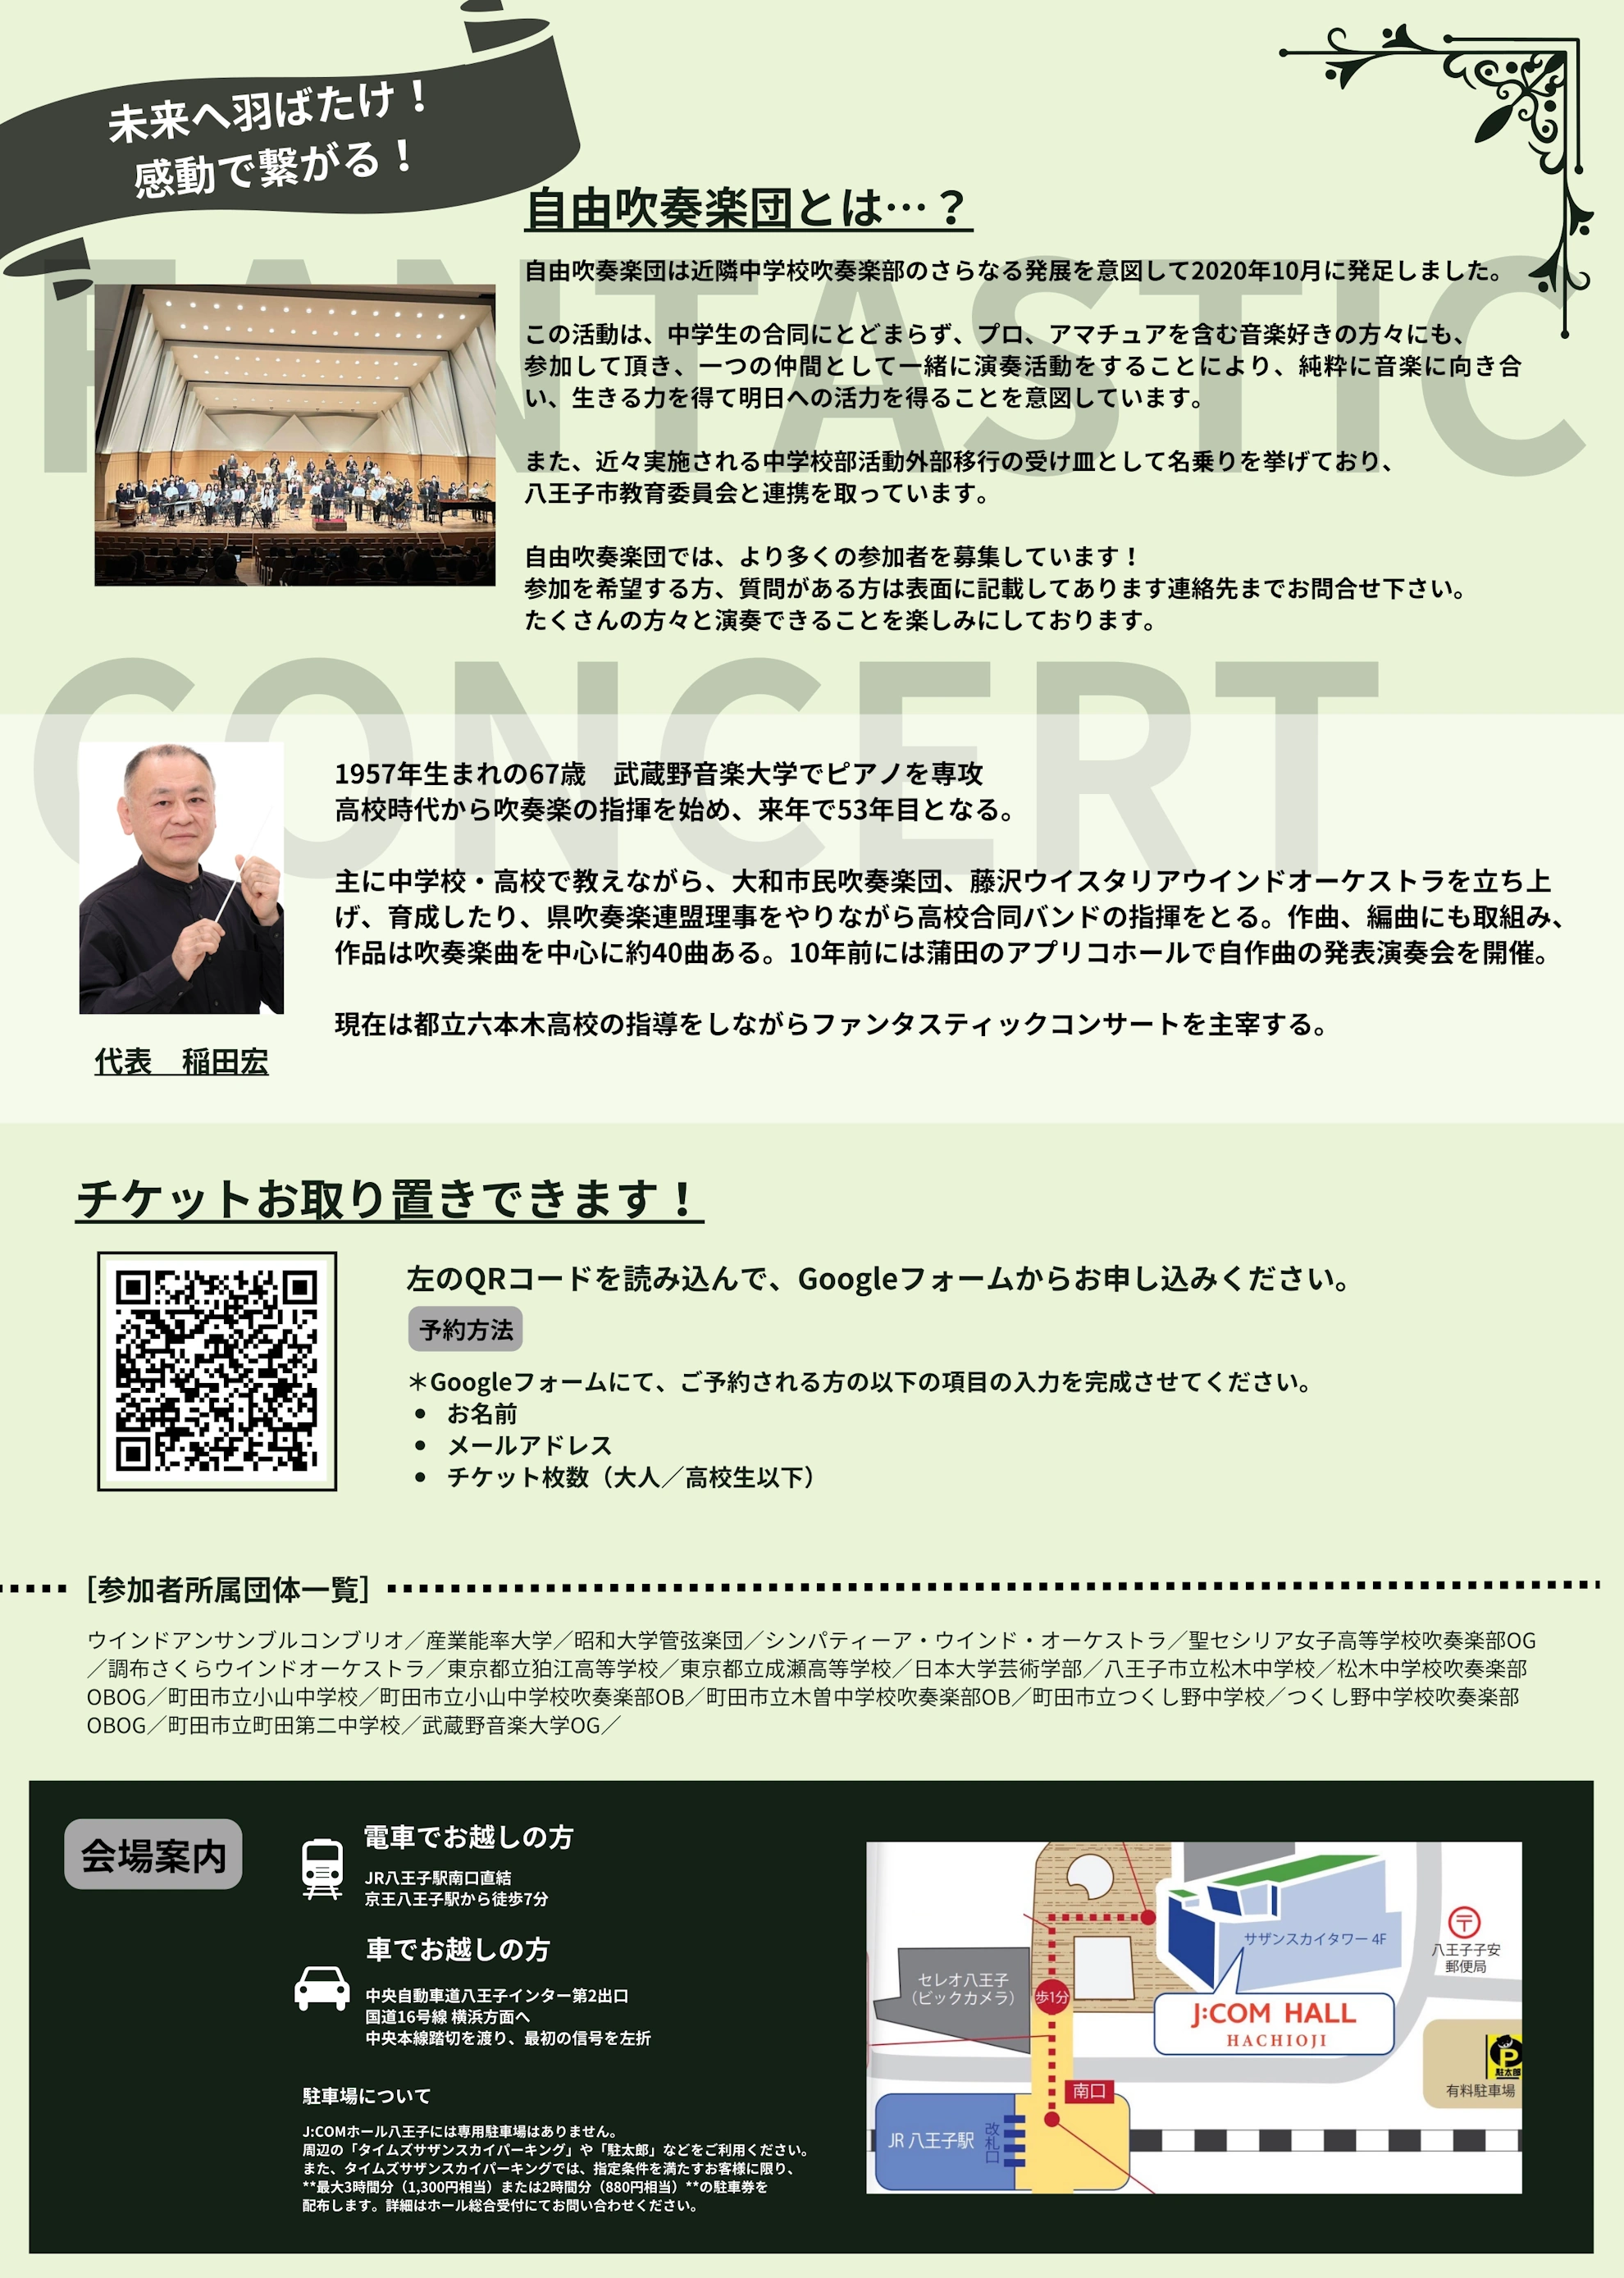 未来へ羽ばたけ！
感動で繋がる！
FANTASTIC
自由吹奏楽団とは…？
自由吹奏楽団は近隣中学校吹奏楽部のさらなる発展を意図して2020年10月に発足しました。
この活動は、中学生の合同にとどまらず、プロ、アマチュアを含む音楽好きの方々にも、
参加して頂き、一つの仲間として一緒に演奏活動をすることにより、純粋に音楽に向き合
い、生きる力を得て明日への活力を得ることを意図しています。
また、近々実施される中学校部活動外部移行の受け皿として名乗りを挙げており、
八王子市教育委員会と連携を取っています。
自由吹奏楽団では、より多くの参加者を募集しています！
参加を希望する方、質問がある方は表面に記載してあります連絡先までお問合せ下さい。
たくさんの方々と演奏できることを楽しみにしております。
CONCERT
1957年生まれの67歳　武蔵野音楽大学でピアノを専攻
高校時代から吹奏楽の指揮を始め、来年で53年目となる。
主に中学校・高校で教えながら、大和市民吹奏楽団、藤沢ウイスタリアウインドオーケストラを立ち上
げ、育成したり、県吹奏楽連盟理事をやりながら高校合同バンドの指揮をとる。作曲、編曲にも取組み、
作品は吹奏楽曲を中心に約40曲ある。10年前には蒲田のアプリコホールで自作曲の発表演奏会を開催。
現在は都立六本木高校の指導をしながらファンタスティックコンサートを主宰する。
代表　稲田宏
チケットお取り置きできます！
左のQRコードを読み込んで、Googleフォームからお申し込みください。
予約方法
＊Googleフォームにて、ご予約される方の以下の項目の入力を完成させてください。
• お名前
• メールアドレス
• チケット枚数（大人／高校生以下）
［参加者所属団体一覧］
ウインドアンサンブルコンブリオ／産業能率大学／昭和大学管弦楽団／シンパティーア・ウインド・オーケストラ／聖セシリア女子高等学校吹奏楽部OG
／調布さくらウインドオーケストラ／東京都立狛江高等学校／東京都立成瀬高等学校／日本大学芸術学部／八王子市立松木中学校／松木中学校吹奏楽部
OBOG／町田市立小山中学校／町田市立小山中学校吹奏楽部OB／町田市立木曽中学校吹奏楽部OB／町田市立つくし野中学校／つくし野中学校吹奏楽部
OBOG／町田市立町田第二中学校／武蔵野音楽大学OG／
会場案内
電車でお越しの方
JR八王子駅南口直結
京王八王子駅から徒歩7分
車でお越しの方
中央自動車道八王子インター第2出口
国道16号線 横浜方面へ
中央本線踏切を渡り、最初の信号を左折
駐車場について
J:COMホール八王子には専用駐車場はありません。
周辺の「タイムズサザンスカイパーキング」や「駐太郎」などをご利用ください。
また、タイムズサザンスカイパーキングでは、指定条件を満たすお客様に限り、
**最大3時間分（1,300円相当）または2時間分（880円相当）**の駐車券を
配布します。詳細はホール総合受付にてお問い合わせください。
サザンスカイタワー 4F
八王子子安
郵便局
セレオ八王子
（ビックカメラ）
歩1分
J:COM HALL
HACHIOJI
P
駐太郎
有料駐車場
南口
JR 八王子駅
改札口